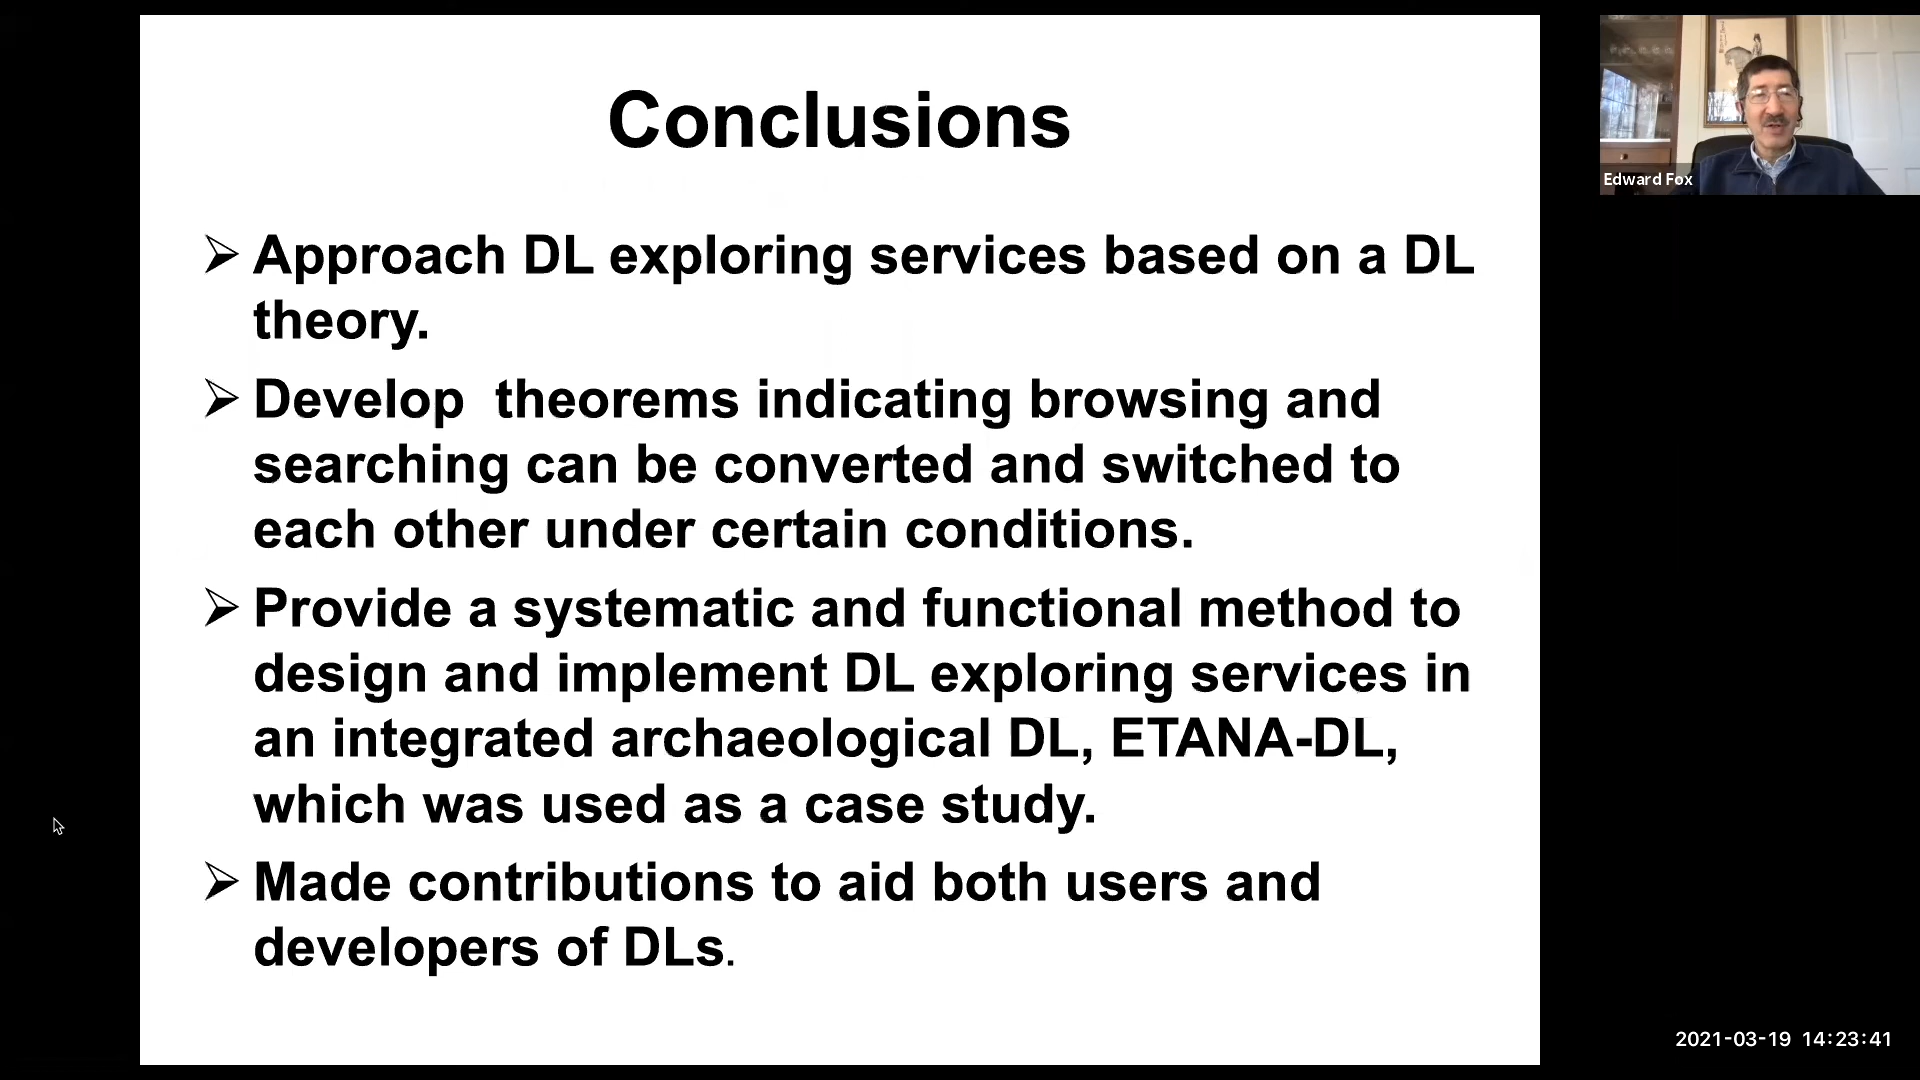 Conclusions
Edward Fox
➢ Approach DL exploring services based on a DL
theory.
➢ Develop  theorems indicating browsing and
searching can be converted and switched to
each other under certain conditions.
➢ Provide a systematic and functional method to
design and implement DL exploring services in
an integrated archaeological DL, ETANA-DL,
which was used as a case study.
➢ Made contributions to aid both users and
developers of DLs.
2021-03-19 14:23:41